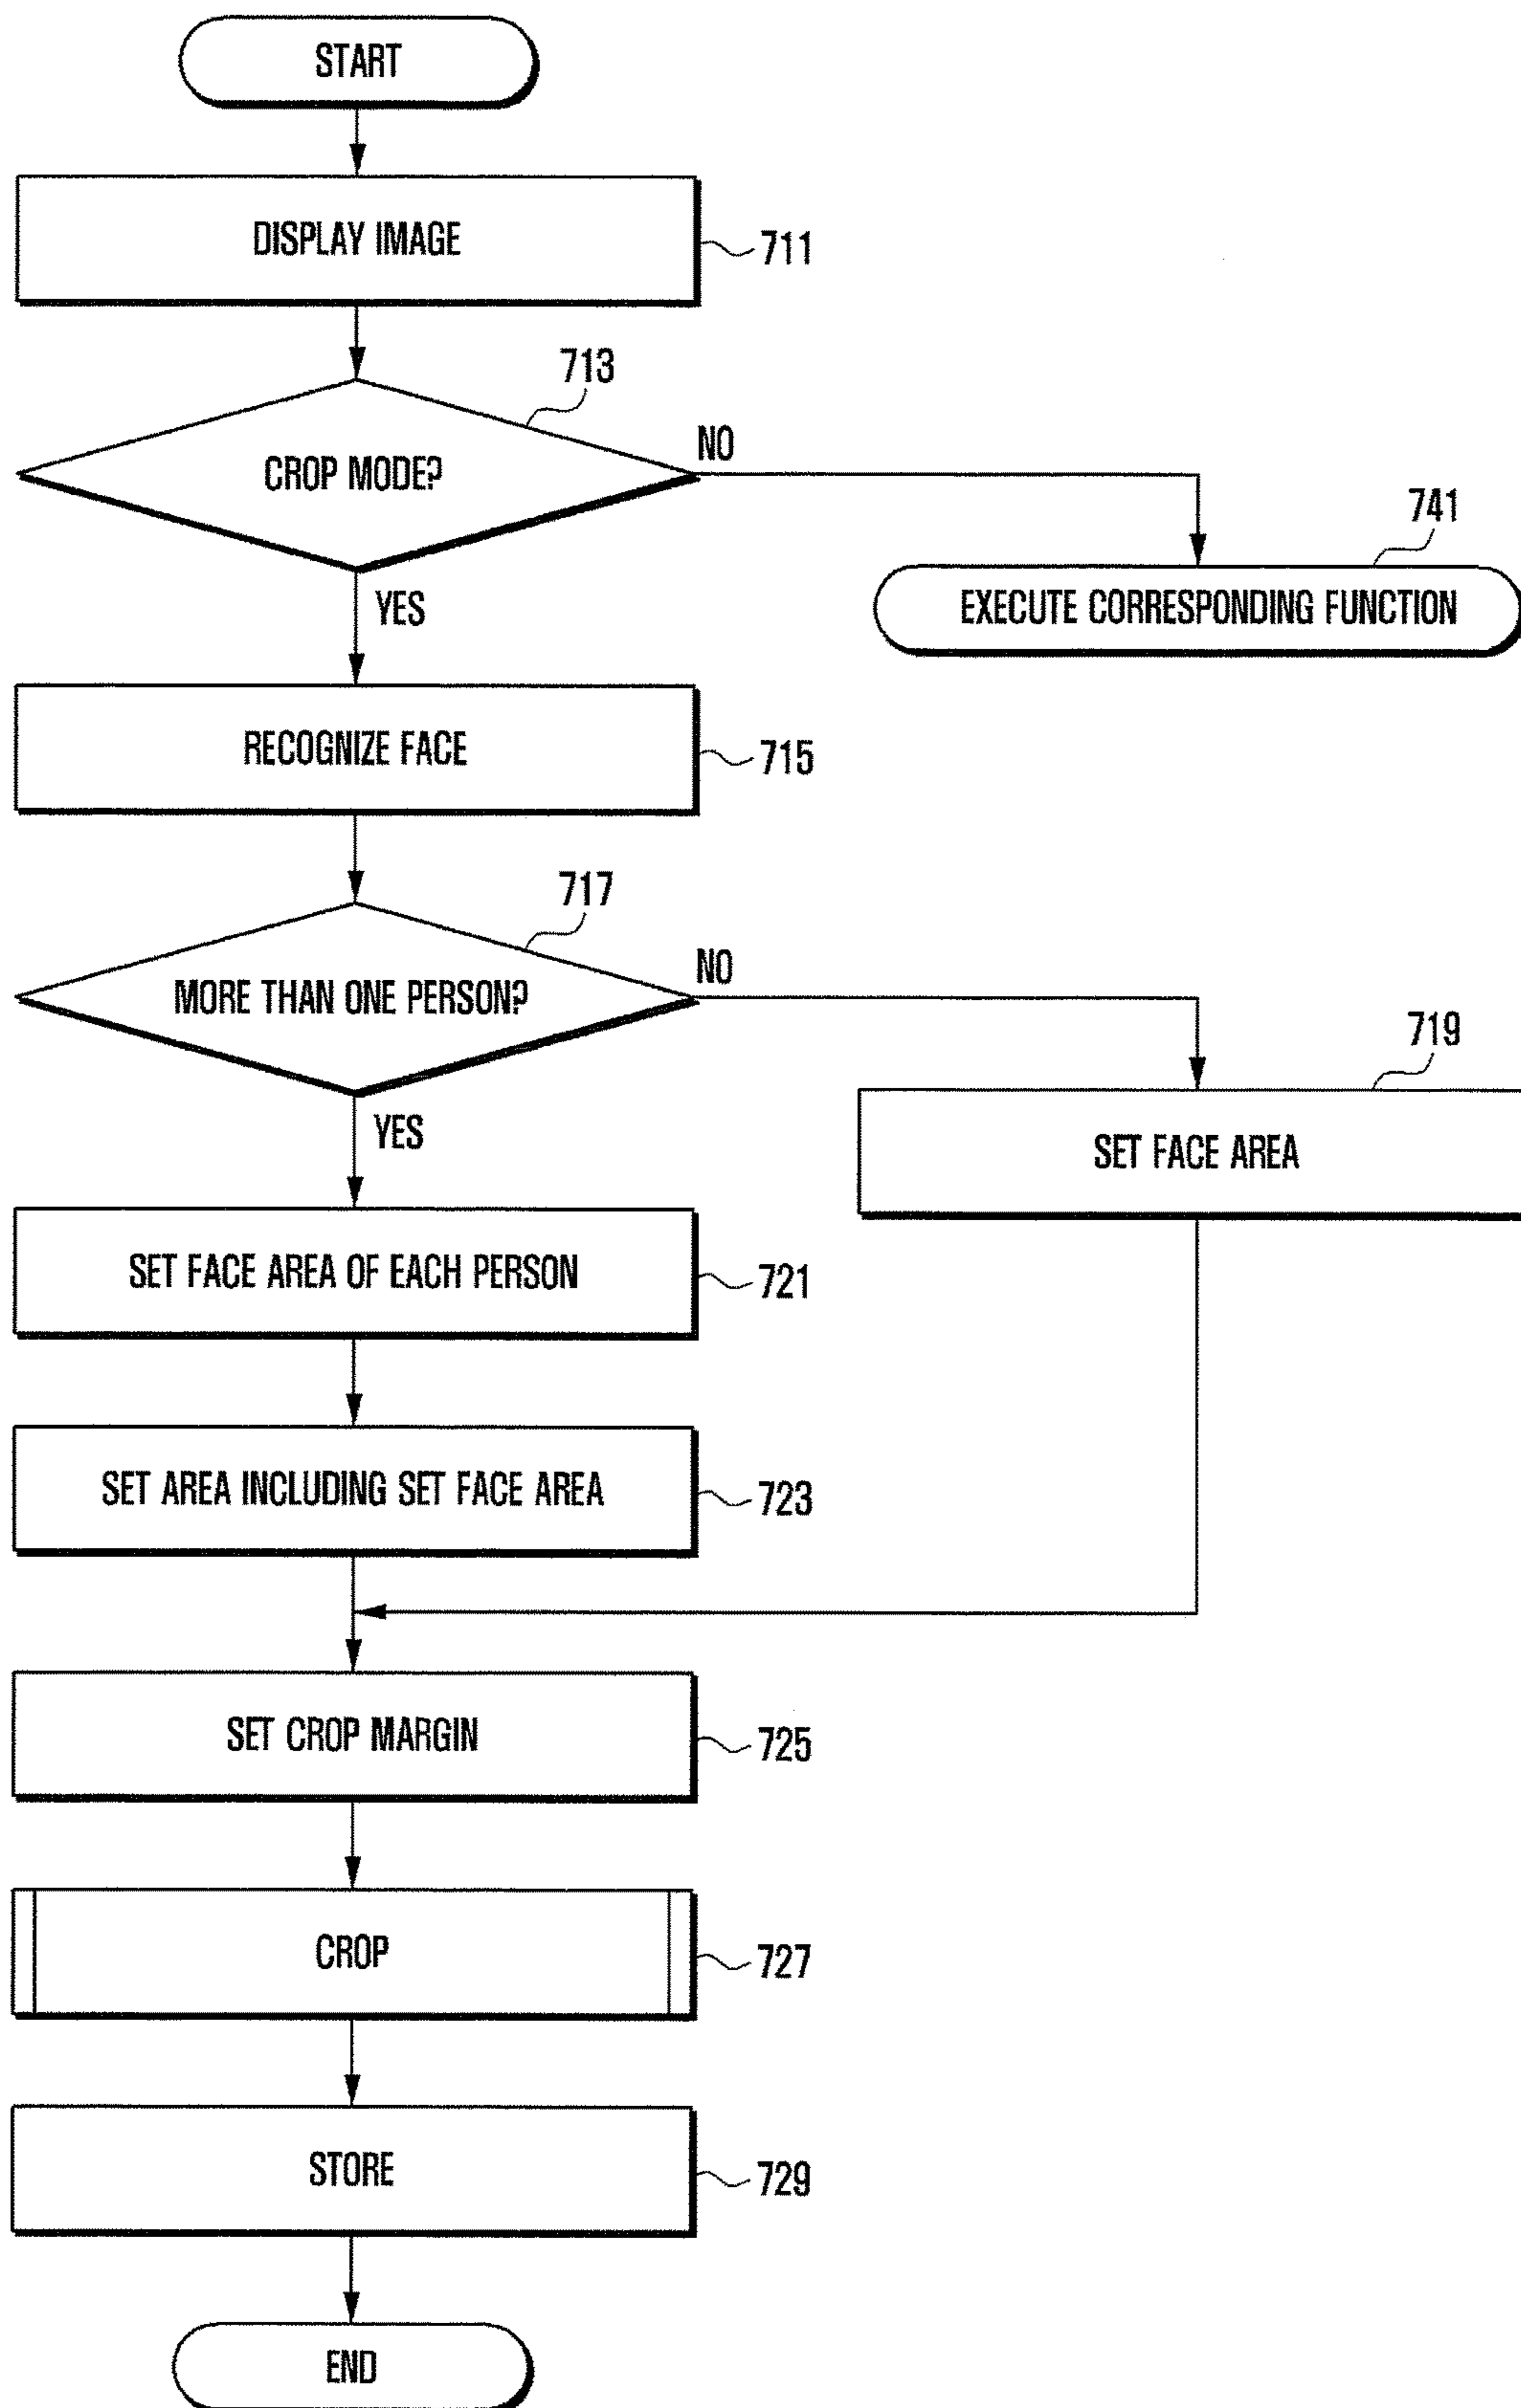 START
DISPLAY IMAGE
711
713
CROP MODE?
NO
741
EXECUTE CORRESPONDING FUNCTION
YES
RECOGNIZE FACE
715
717
MORE THAN ONE PERSON?
NO
719
SET FACE AREA
YES
SET FACE AREA OF EACH PERSON
721
SET AREA INCLUDING SET FACE AREA
723
SET CROP MARGIN
725
CROP
727
STORE
729
END